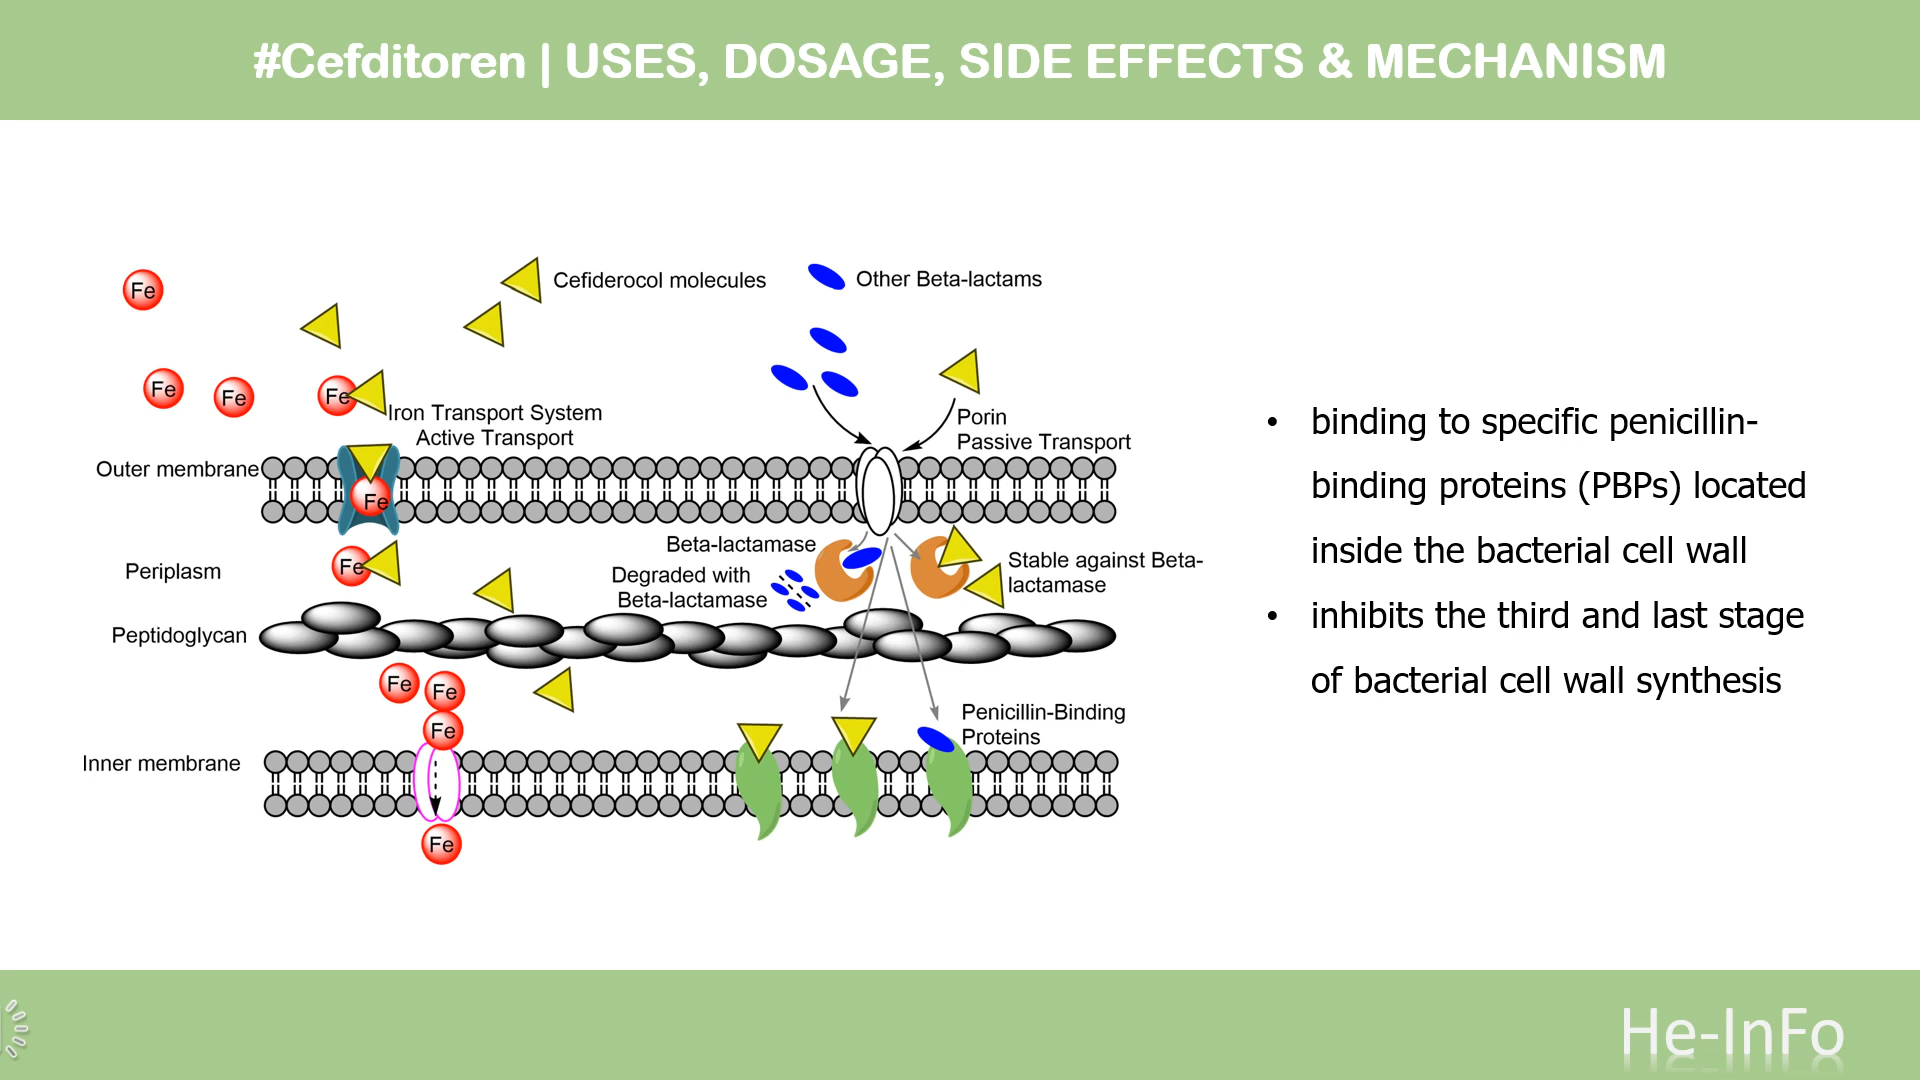 #Cefditoren | USES, DOSAGE, SIDE EFFECTS & MECHANISM
Cefiderocol molecules
Other Beta-lactams
Fe
Fe
Fe
Fe
Iron Transport System
Active Transport
Porin
Passive Transport
Outer membrane
Fe
Beta-lactamase
Degraded with
Beta-lactamase
Stable against Beta-
lactamase
Periplasm
Fe
Peptidoglycan
Fe
Fe
Fe
Penicillin-Binding
Proteins
Inner membrane
Fe
• binding to specific penicillin-
binding proteins (PBPs) located
inside the bacterial cell wall
• inhibits the third and last stage
of bacterial cell wall synthesis
He-InFo